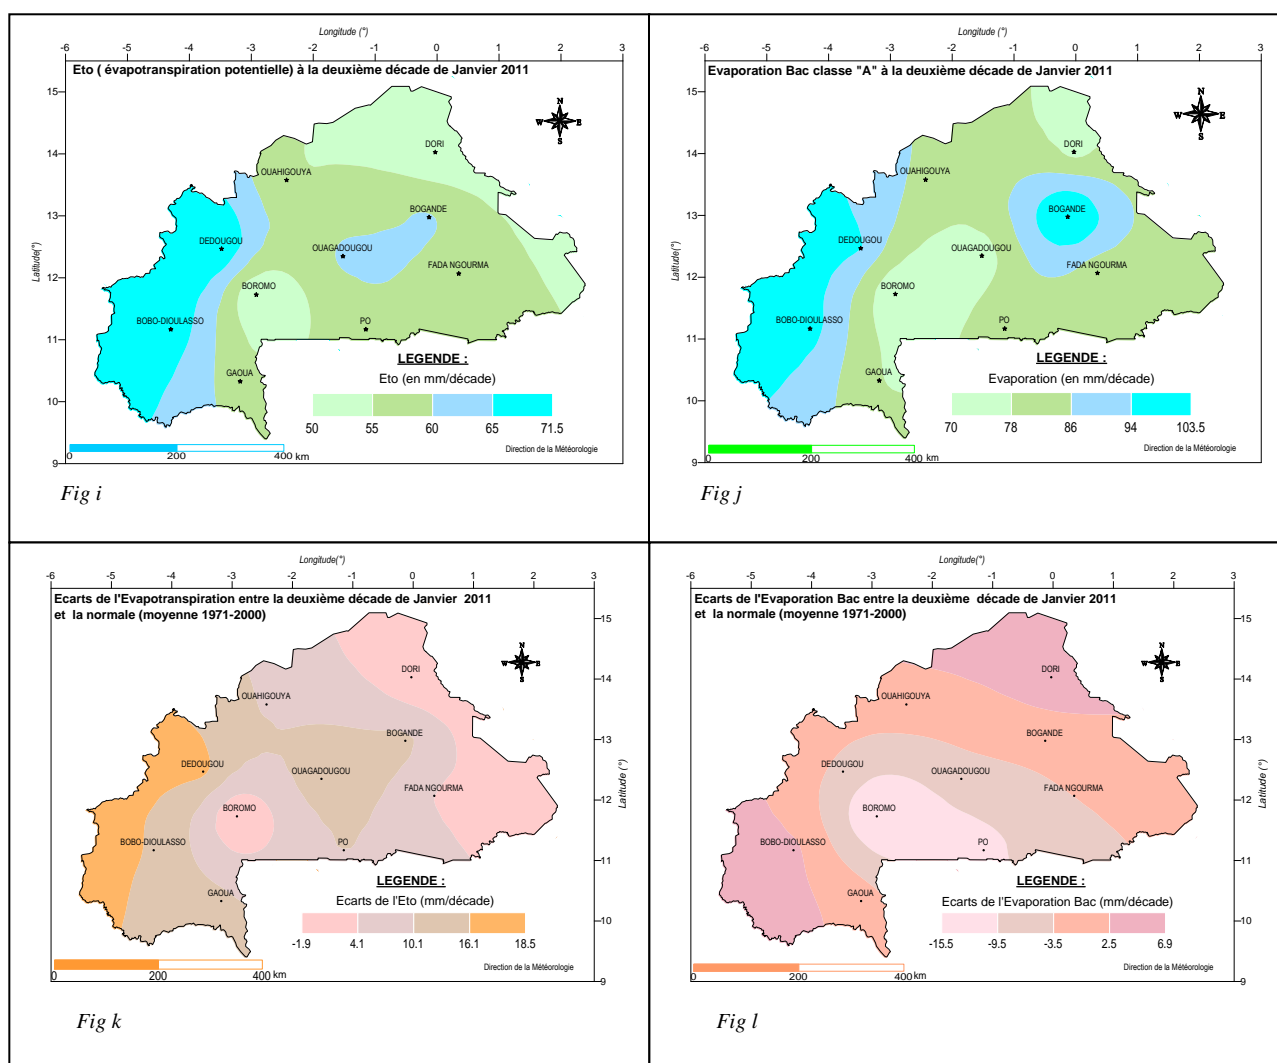 Longitude (°)
-6 -5 -4 -3 -2 -1 0 1 2 3
Eto ( évapotranspiration potentielle) à la deuxième décade de Janvier 2011
15
14
13
12
11
10
9
Latitude(°)
N
W E
S
DORI
OUAHIGOUYA
BOGANDE
DEDOUGOU
OUAGADOUGOU
FADA NGOURMA
BOROMO
BOBO-DIOULASSO
PO
GAOUA
LEGENDE :
Eto (en mm/décade)
50 55 60 65 71.5
0 200 400 km
Direction de la Météorologie
Fig i
Longitude (°)
-6 -5 -4 -3 -2 -1 0 1 2 3
Evaporation Bac classe "A" à la deuxième décade de Janvier 2011
15
14
13
12
11
10
9
Latitude(°)
N
W E
S
DORI
OUAHIGOUYA
BOGANDE
DEDOUGOU
OUAGADOUGOU
FADA NGOURMA
BOROMO
BOBO-DIOULASSO
PO
GAOUA
LEGENDE :
Evaporation (en mm/décade)
70 78 86 94 103.5
0 200 400 km
Direction de la Météorologie
Fig j
Longitude(°)
-6 -5 -4 -3 -2 -1 0 1 2 3
Ecarts de l'Evapotranspiration entre la deuxième décade de Janvier 2011
et la normale (moyenne 1971-2000)
15
14
13
12
11
10
9
Latitude (°)
N
W E
S
DORI
OUAHIGOUYA
BOGANDE
DEDOUGOU
OUAGADOUGOU
FADA NGOURMA
BOROMO
BOBO-DIOULASSO
PO
GAOUA
LEGENDE :
Ecarts de l'Eto (mm/décade)
-1.9 4.1 10.1 16.1 18.5
0 200 400 km
Direction de la Météorologie
Fig k
Longitude(°)
-6 -5 -4 -3 -2 -1 0 1 2 3
Ecarts de l'Evaporation Bac entre la deuxième décade de Janvier 2011
et la normale (moyenne 1971-2000)
15
14
13
12
11
10
9
Latitude (°)
N
W E
S
DORI
OUAHIGOUYA
BOGANDE
DEDOUGOU
OUAGADOUGOU
FADA NGOURMA
BOROMO
BOBO-DIOULASSO
PO
GAOUA
LEGENDE :
Ecarts de l'Evaporation Bac (mm/décade)
-15.5 -9.5 -3.5 2.5 6.9
0 200 400 km
Direction de la Météorologie
Fig l